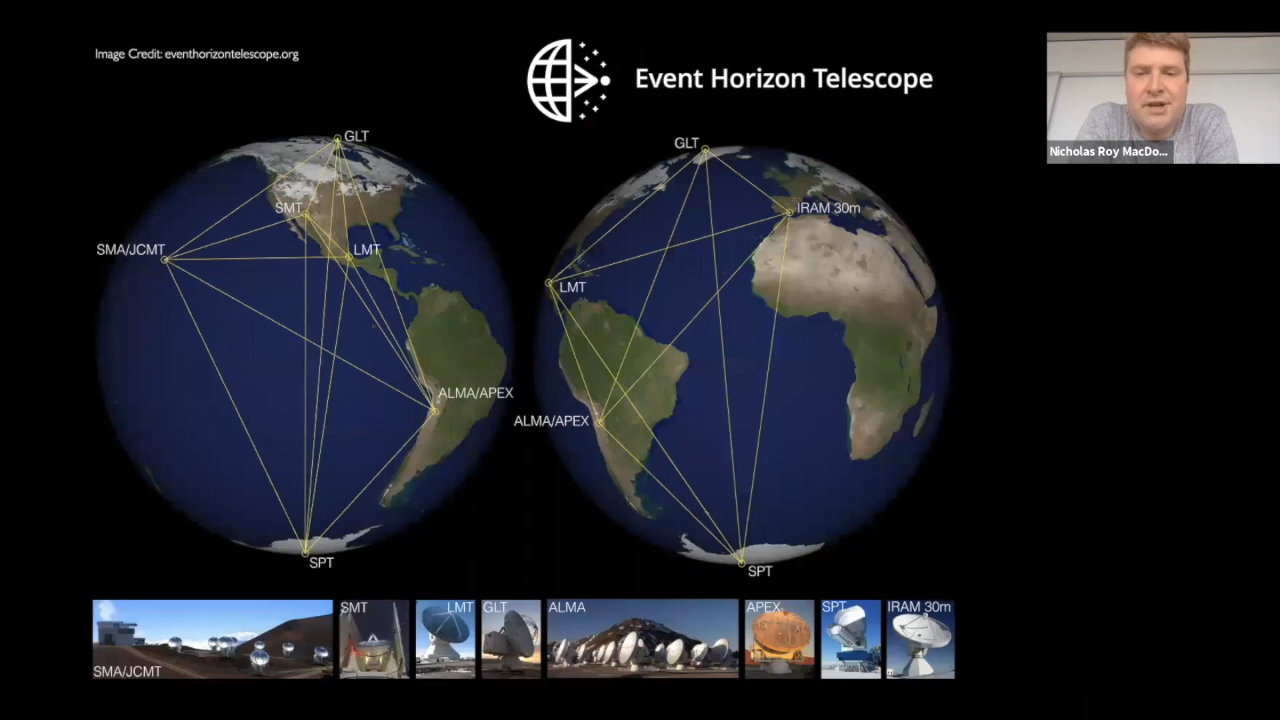 Image Credit: eventhorizontelescope.org
Event Horizon Telescope
Nicholas Roy MacDo...
GLT
SMT
SMA/JCMT
LMT
ALMA/APEX
SPT
GLT
IRAM 30m
LMT
ALMA/APEX
SPT
SMA/JCMT
SMT
LMT
GLT
ALMA
APEX
SPT
IRAM 30m